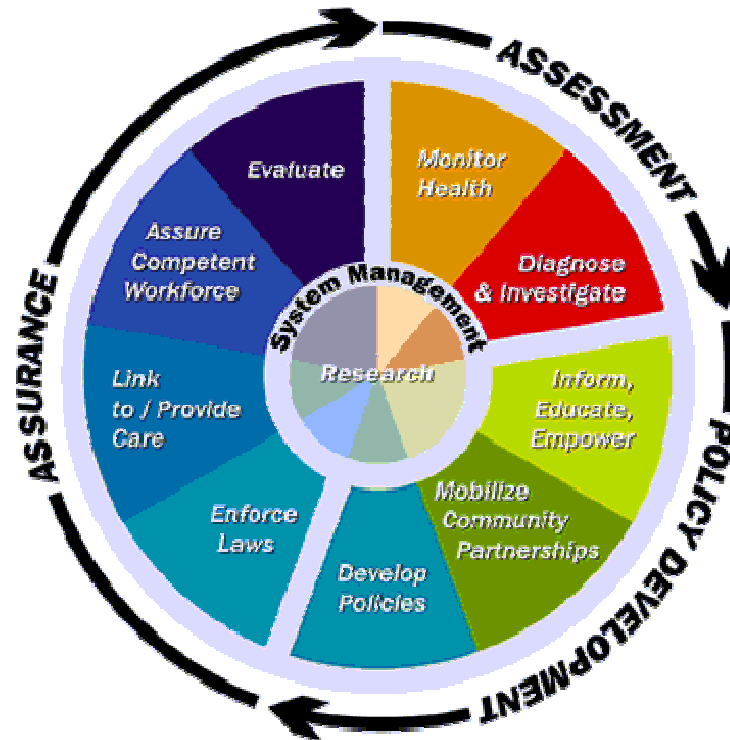 ASSESSMENT
POLICY DEVELOPMENT
ASSURANCE
Monitor
Health
Diagnose
& Investigate
Inform,
Educate,
Empower
Mobilize
Community
Partnerships
Develop
Policies
Enforce
Laws
Link
to / Provide
Care
Assure
Competent
Workforce
Evaluate
System Management
Research